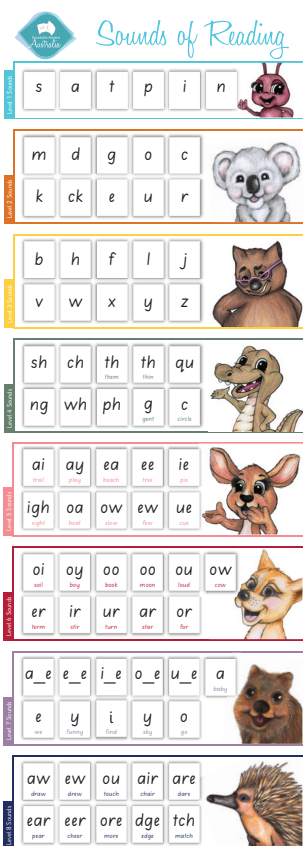 Australia
Sounds of Reading
Level 1 Sounds
s a t p i n
Level 2 Sounds
m d g o c
k ck e u r
Level 3 Sounds
b h f l j
v w x y z
Level 4 Sounds
sh ch th th qu
them thin
ng wh ph g c
gent circle
Level 5 Sounds
ai ay ea ee ie
trail play beach tree pie
igh oa ow ew ue
sight boat slow few cue
Level 6 Sounds
oi oy oo oo ou ow
soil boy book moon loud cow
er ir ur ar or
term stir turn star for
Level 7 Sounds
a_e e_e i_e o_e u_e a
baby
e y i y o
we funny find sky go
Level 8 Sounds
aw ew ou air are
draw drew touch chair dare
ear eer ore dge tch
pear cheer more edge match